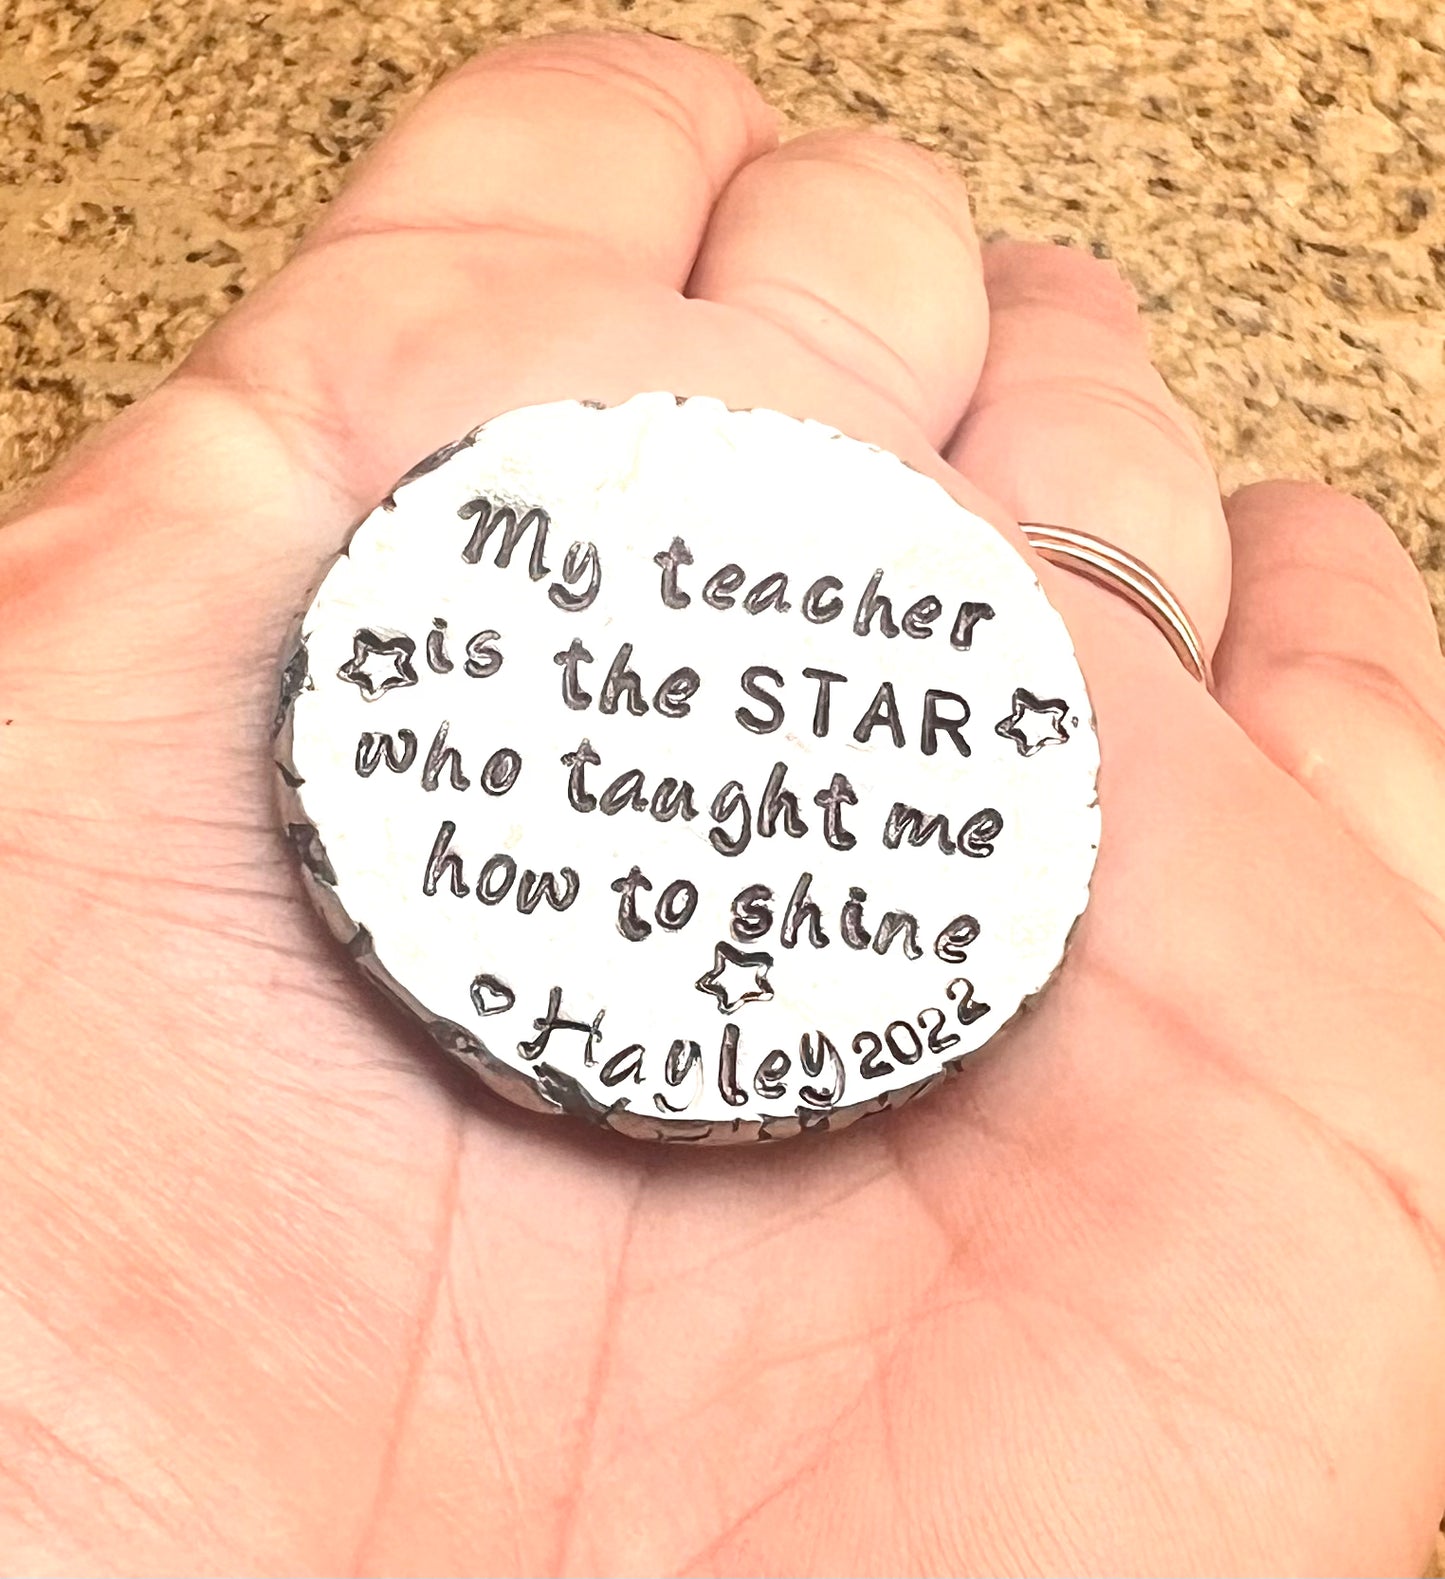 My teacher
is the STAR
who taught me
how to shine
Hayley 2022